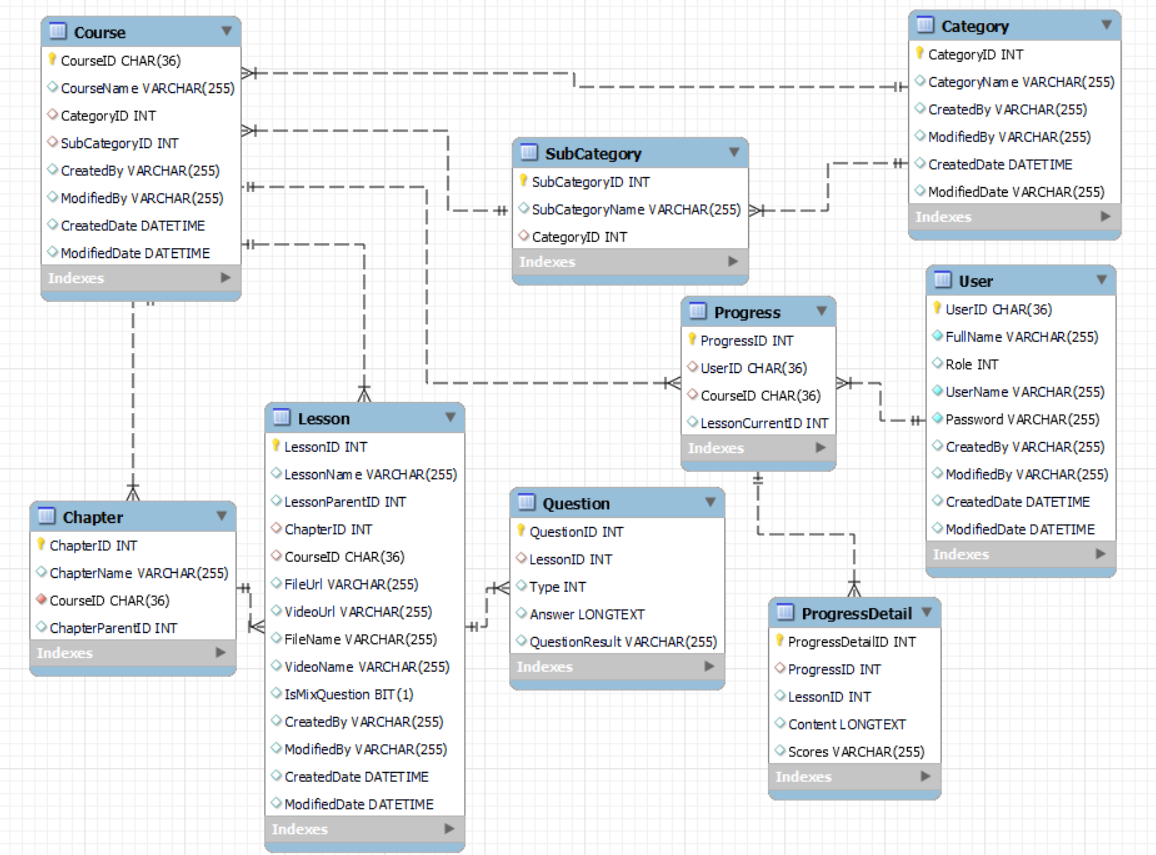 Course
CourseID CHAR(36)
CourseName VARCHAR(255)
CategoryID INT
SubCategoryID INT
CreatedBy VARCHAR(255)
ModifiedBy VARCHAR(255)
CreatedDate DATETIME
ModifiedDate DATETIME
Indexes
Category
CategoryID INT
CategoryName VARCHAR(255)
CreatedBy VARCHAR(255)
ModifiedBy VARCHAR(255)
CreatedDate DATETIME
ModifiedDate VARCHAR(255)
Indexes
SubCategory
SubCategoryID INT
SubCategoryName VARCHAR(255)
CategoryID INT
Indexes
User
UserID CHAR(36)
FullName VARCHAR(255)
Role INT
UserName VARCHAR(255)
Password VARCHAR(255)
CreatedBy VARCHAR(255)
ModifiedBy VARCHAR(255)
CreatedDate DATETIME
ModifiedDate DATETIME
Indexes
Progress
ProgressID INT
UserID CHAR(36)
CourseID CHAR(36)
LessonCurrentID INT
Indexes
Lesson
LessonID INT
LessonName VARCHAR(255)
LessonParentID INT
ChapterID INT
CourseID CHAR(36)
FileUrl VARCHAR(255)
VideoUrl VARCHAR(255)
FileName VARCHAR(255)
VideoName VARCHAR(255)
IsMixQuestion BIT(1)
CreatedBy VARCHAR(255)
ModifiedBy VARCHAR(255)
CreatedDate DATETIME
ModifiedDate DATETIME
Indexes
Chapter
ChapterID INT
ChapterName VARCHAR(255)
CourseID CHAR(36)
ChapterParentID INT
Indexes
Question
QuestionID INT
LessonID INT
Type INT
Answer LONGTEXT
QuestionResult VARCHAR(255)
Indexes
ProgressDetail
ProgressDetailID INT
ProgressID INT
LessonID INT
Content LONGTEXT
Scores VARCHAR(255)
Indexes